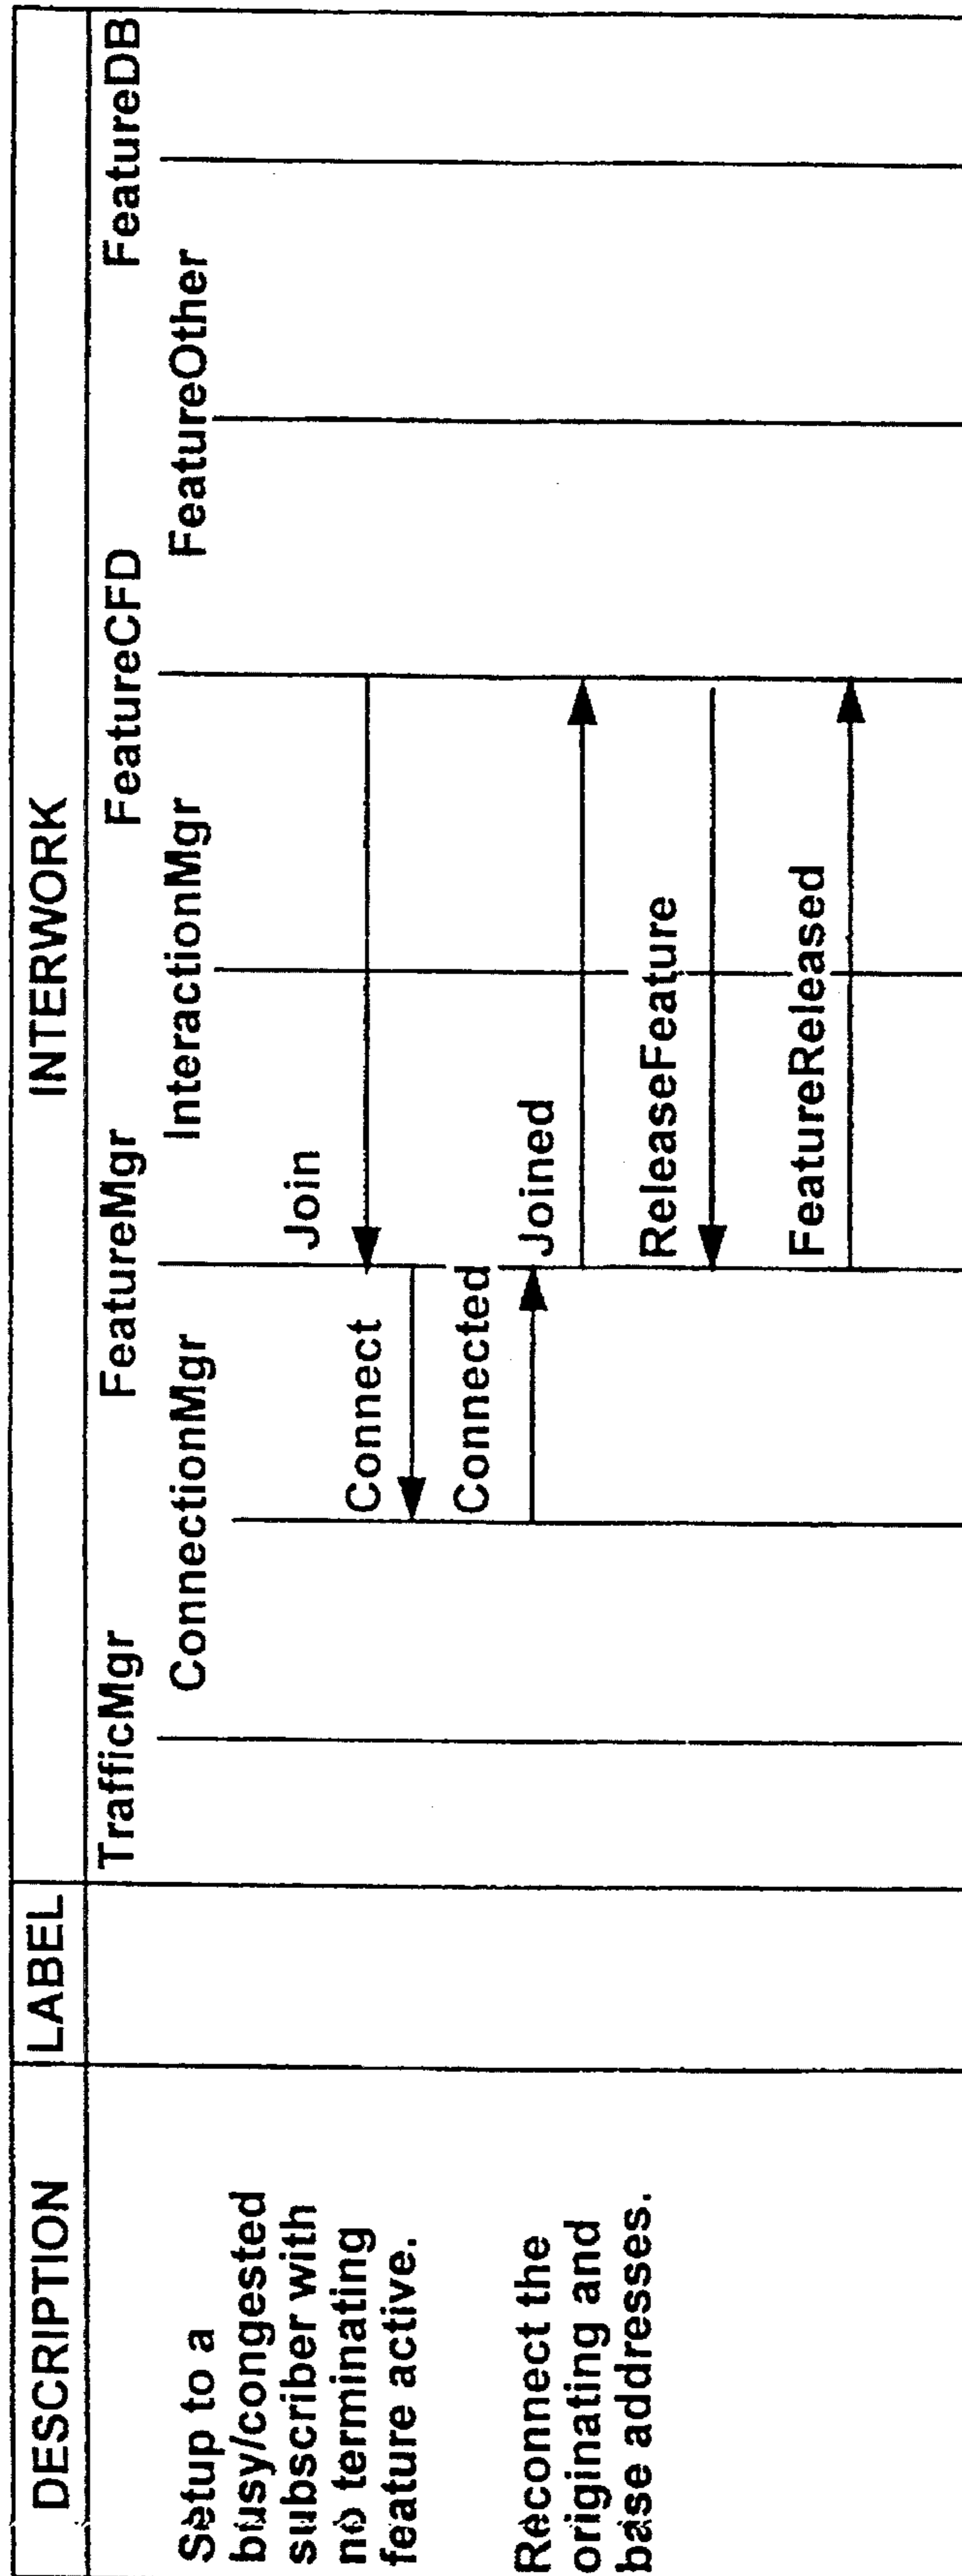 DESCRIPTION
LABEL
INTERWORK
TrafficMgr
FeatureMgr
FeatureCFD
FeatureDB
ConnectionMgr
InteractionMgr
FeatureOther
Setup to a
busy/congested
subscriber with
no terminating
feature active.
Join
Connect
Connected
Reconnect the
originating and
base addresses.
Joined
ReleaseFeature
FeatureReleased